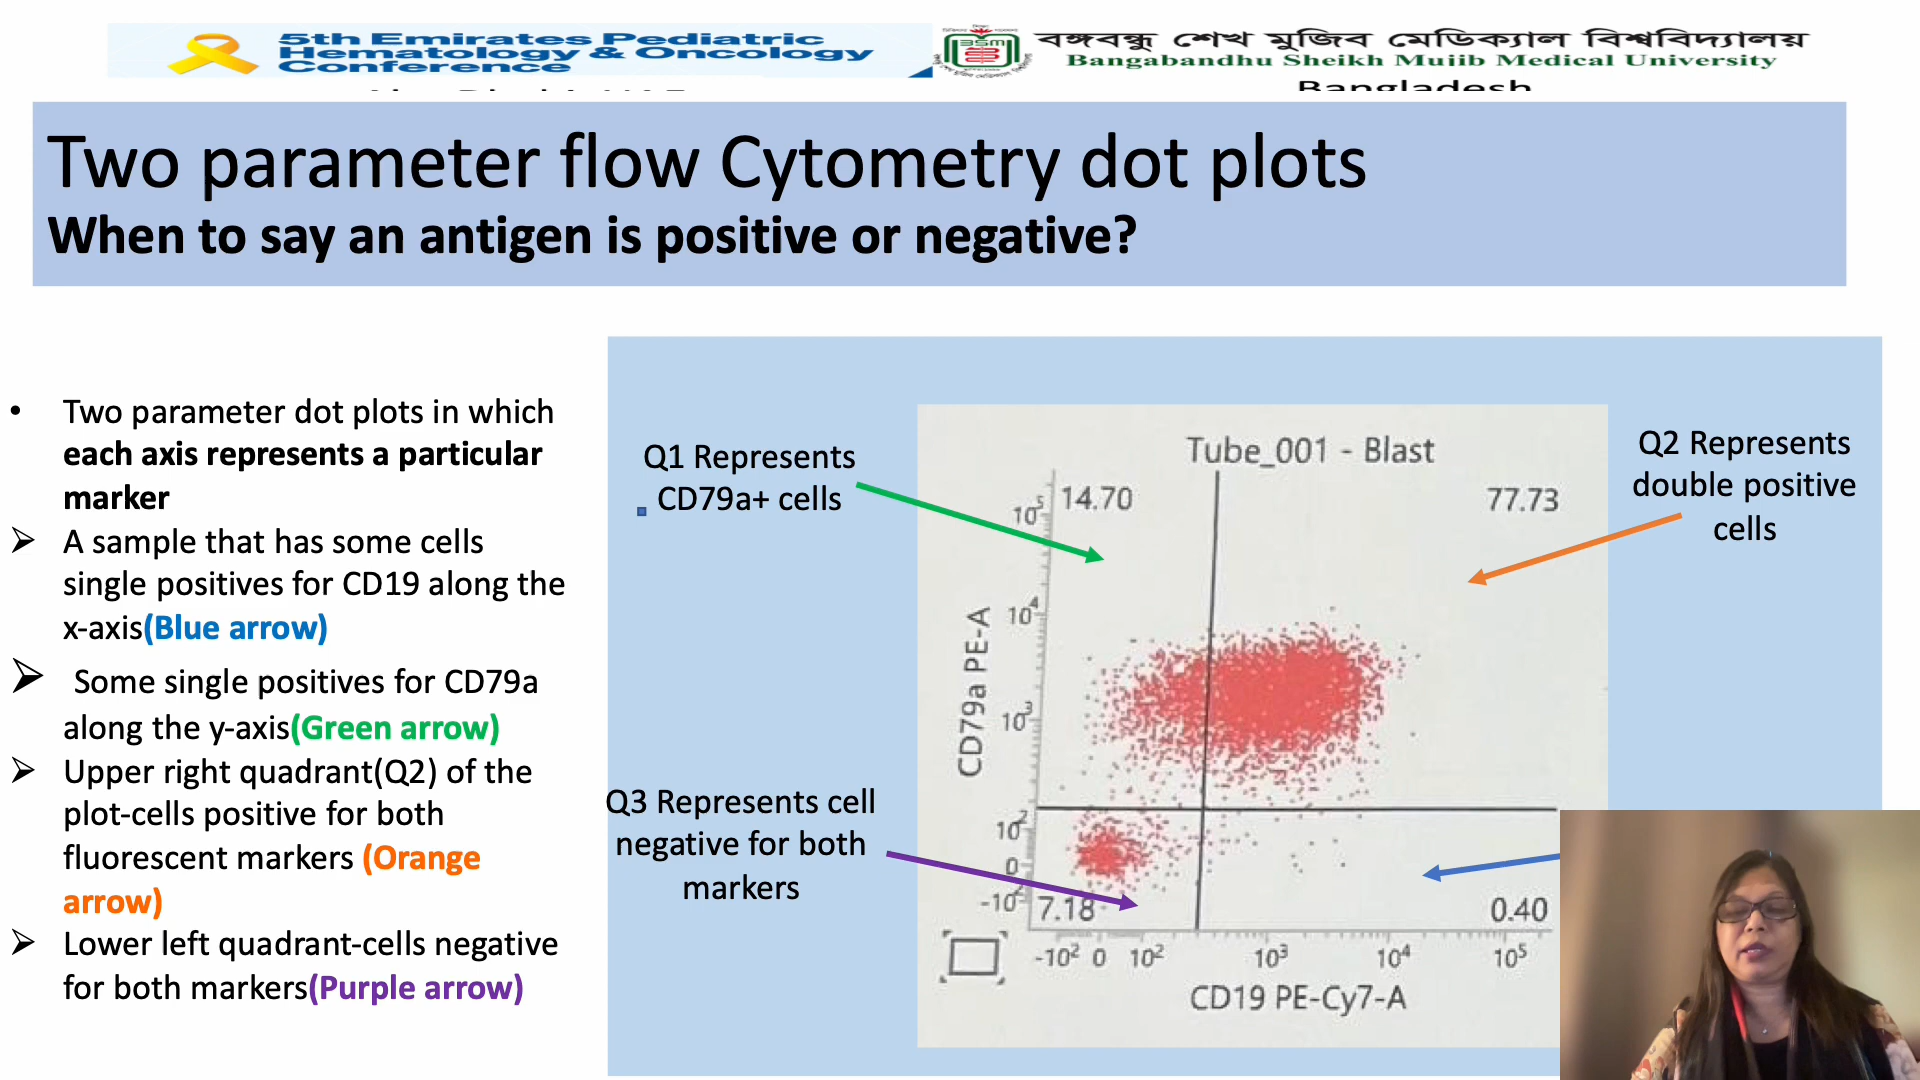 5th Emirates Pediatric
Hematology & Oncology
Conference
বঙ্গবন্ধু শেখ মুজিব মেডিক্যাল বিশ্ববিদ্যালয়
Bangabandhu Sheikh Mujib Medical University
Bangladesh
Two parameter flow Cytometry dot plots
When to say an antigen is positive or negative?
• Two parameter dot plots in which
each axis represents a particular
marker
➢ A sample that has some cells
single positives for CD19 along the
x-axis(Blue arrow)
➢ Some single positives for CD79a
along the y-axis(Green arrow)
➢ Upper right quadrant(Q2) of the
plot-cells positive for both
fluorescent markers (Orange
arrow)
➢ Lower left quadrant-cells negative
for both markers(Purple arrow)
Q1 Represents
CD79a+ cells
Q3 Represents cell
negative for both
markers
Tube_001 - Blast
14.70
77.73
10⁵
10⁴
10³
10²
0
-10²
CD79a PE-A
7.18
0.40
-10² 0 10² 10³ 10⁴ 10⁵
CD19 PE-Cy7-A
Q2 Represents
double positive
cells